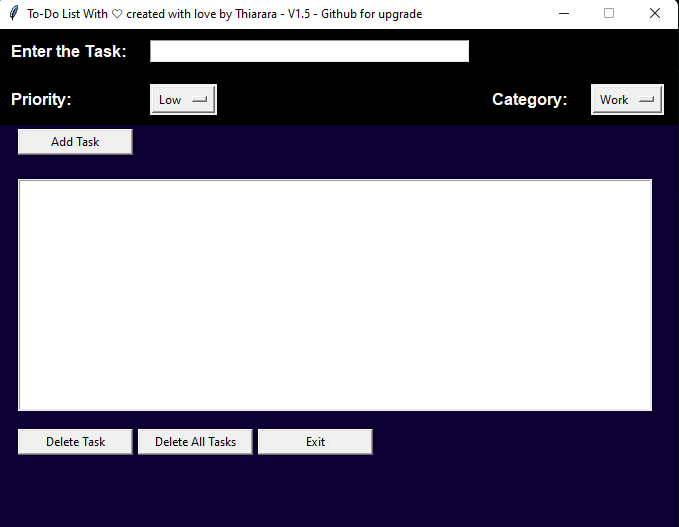 To-Do List With ♡ created with love by Thiarara - V1.5 - Github for upgrade
Enter the Task:
Priority: Low Category: Work
Add Task
Delete Task Delete All Tasks Exit